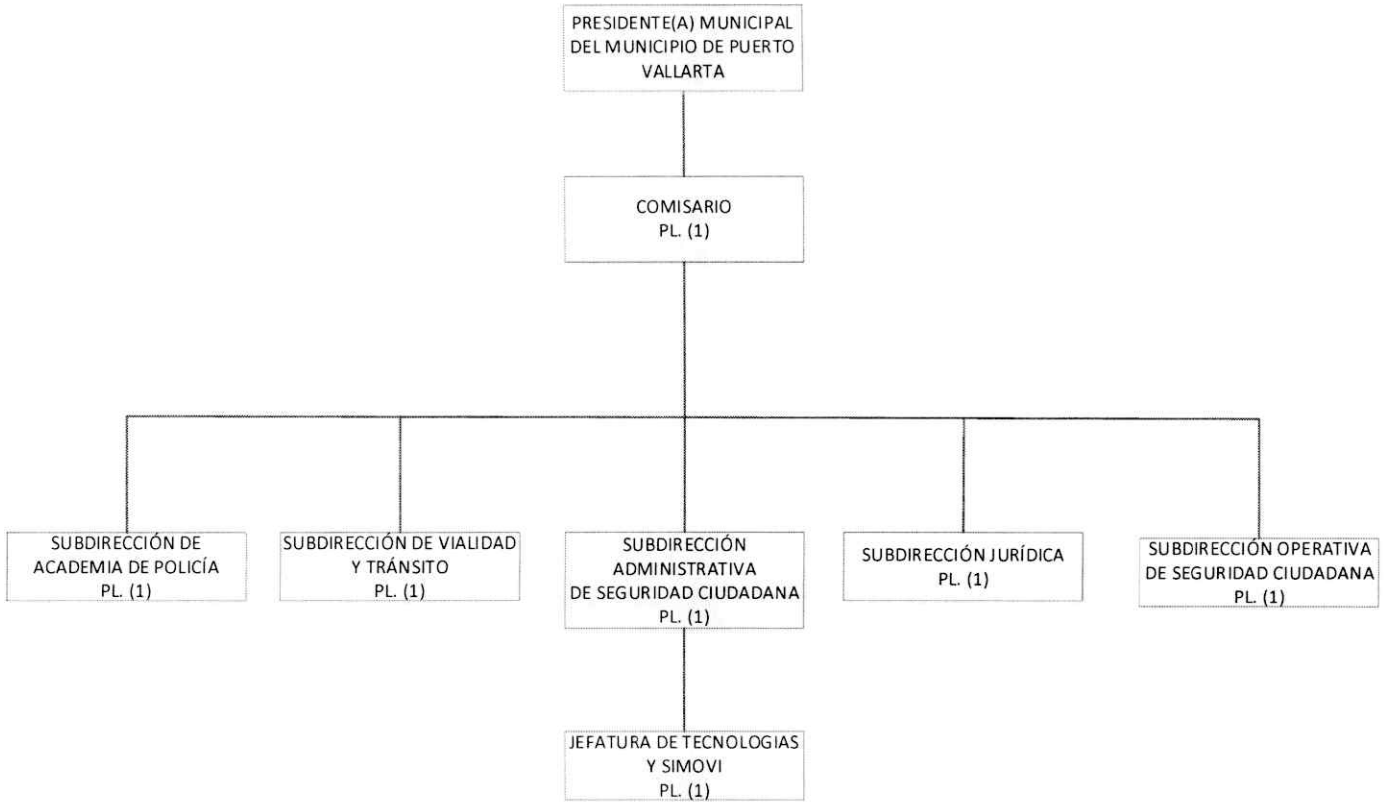 PRESIDENTE(A) MUNICIPAL
DEL MUNICIPIO DE PUERTO
VALLARTA
COMISARIO
PL. (1)
SUBDIRECCIÓN DE
ACADEMIA DE POLICÍA
PL. (1)
SUBDIRECCIÓN DE VIALIDAD
Y TRÁNSITO
PL. (1)
SUBDIRECCIÓN
ADMINISTRATIVA
DE SEGURIDAD CIUDADANA
PL. (1)
SUBDIRECCIÓN JURÍDICA
PL. (1)
SUBDIRECCIÓN OPERATIVA
DE SEGURIDAD CIUDADANA
PL. (1)
JEFATURA DE TECNOLOGIAS
Y SIMOVI
PL. (1)